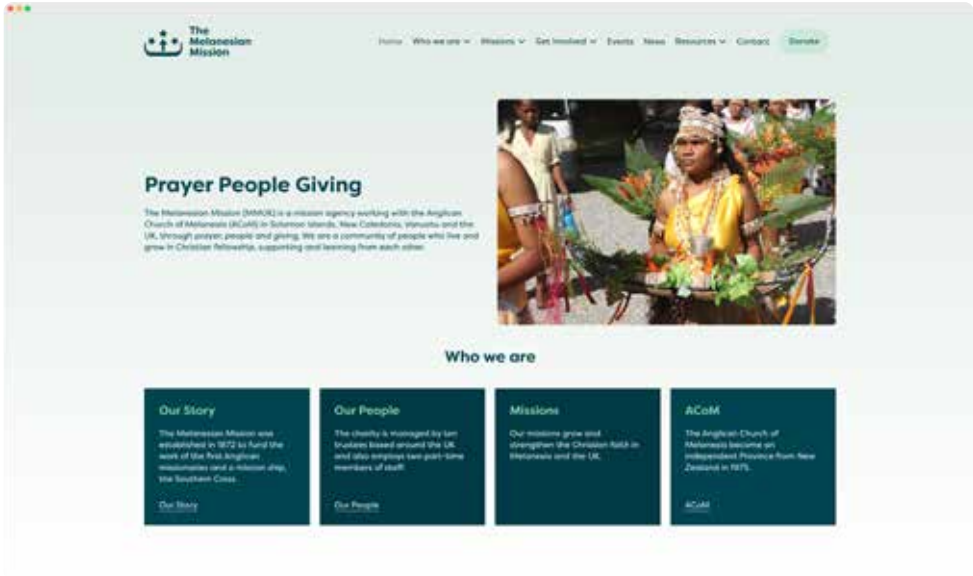 The
Melanesian
Mission
Home Who we are Missions Get Involved Events News Resources Contact Donate
Prayer People Giving
The Melanesian Mission (MMUK) is a mission agency working with the Anglican
Church of Melanesia (ACoM) in Solomon Islands, New Caledonia, Vanuatu and the
UK, through prayer, people and giving. We are a community of people who live and
grow in Christian fellowship, supporting and learning from each other.
Who we are
Our Story
The Melanesian Mission was
established in 1872 to fund the
work of the first Anglican
missionaries and a mission ship,
the Southern Cross.
Our Story
Our People
The charity is managed by ten
trustees based around the UK
and also employs two part-time
members of staff.
Our People
Missions
Our missions grow and
strengthen the Christian faith in
Melanesia and the UK.
ACoM
The Anglican Church of
Melanesia became an
independent Province from New
Zealand in 1975.
ACoM